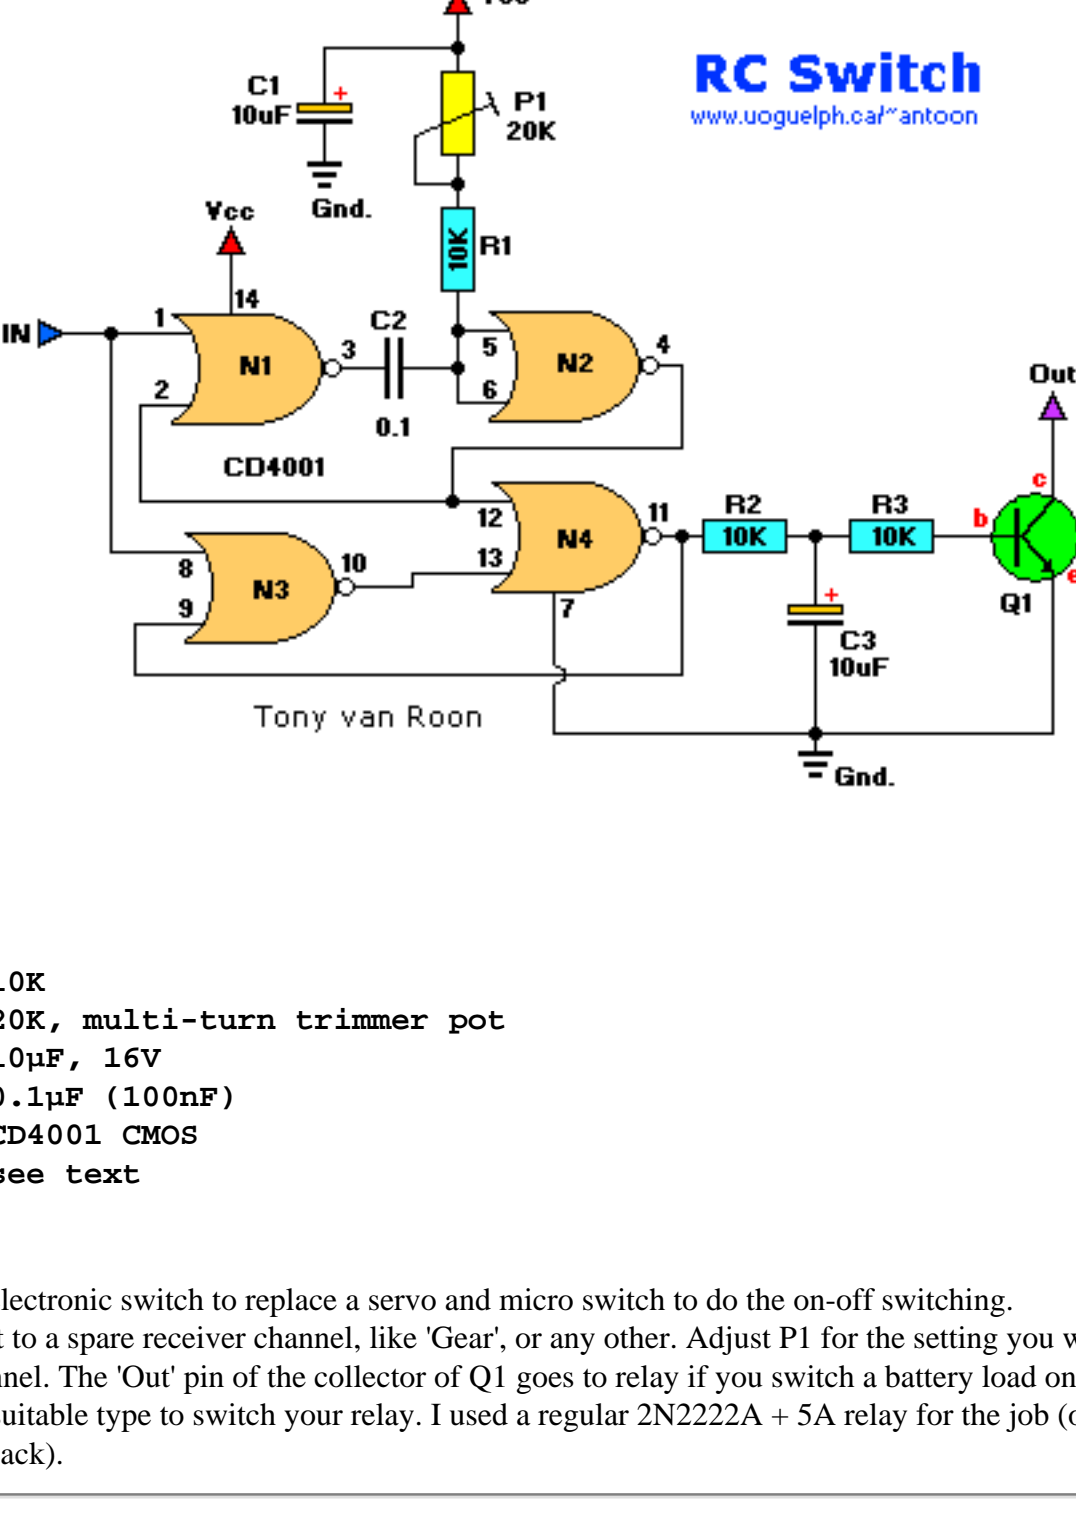 RC Switch
www.uoguelph.ca/~antoon
C1
10uF
+
P1
20K
Gnd.
Vcc
10K
R1
14
IN
1
2
N1
3
C2
0.1
5
6
N2
4
Out
CD4001
12
13
N4
11
R2
10K
R3
10K
b
c
e
Q1
8
9
N3
10
7
+
C3
10uF
Tony van Roon
Gnd.
10K
20K, multi-turn trimmer pot
10µF, 16V
0.1µF (100nF)
CD4001 CMOS
see text
lectronic switch to replace a servo and micro switch to do the on-off switching.
t to a spare receiver channel, like 'Gear', or any other. Adjust P1 for the setting you w
nnel. The 'Out' pin of the collector of Q1 goes to relay if you switch a battery load on
suitable type to switch your relay. I used a regular 2N2222A + 5A relay for the job (
ack).